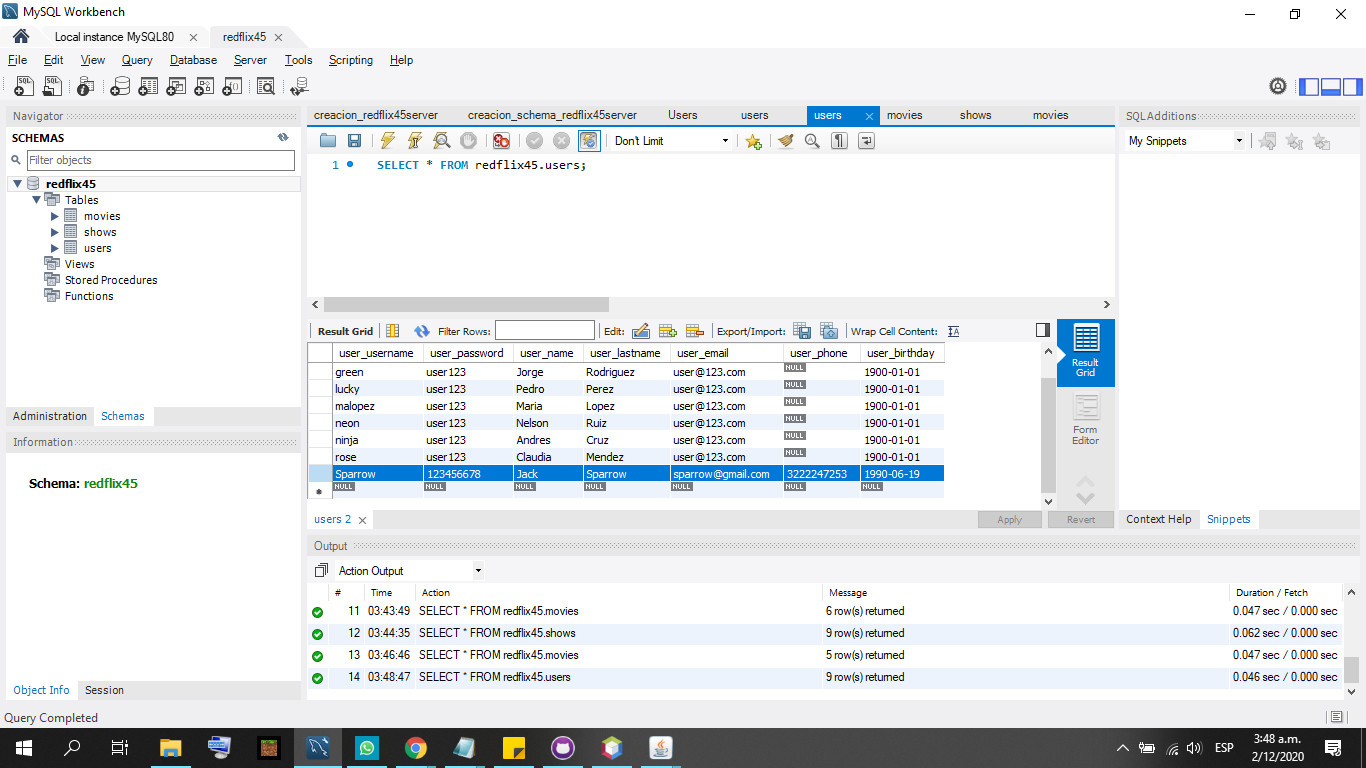 MySQL Workbench
Local instance MySQL80
redflix45
File Edit View Query Database Server Tools Scripting Help
Navigator
SCHEMAS
Filter objects
redflix45
Tables
movies
shows
users
Views
Stored Procedures
Functions
Administration Schemas
Information
Schema: redflix45
Object Info Session
creacion_redflix45server creacion_schema_redflix45server Users users users movies shows movies
Don't Limit
1 SELECT * FROM redflix45.users;
Result Grid Filter Rows: Edit: Export/Import: Wrap Cell Content:
user_username user_password user_name user_lastname user_email user_phone user_birthday
green user123 Jorge Rodriguez user@123.com NULL 1900-01-01
lucky user123 Pedro Perez user@123.com NULL 1900-01-01
malopez user123 Maria Lopez user@123.com NULL 1900-01-01
neon user123 Nelson Ruiz user@123.com NULL 1900-01-01
ninja user123 Andres Cruz user@123.com NULL 1900-01-01
rose user123 Claudia Mendez user@123.com NULL 1900-01-01
Sparrow 123456678 Jack Sparrow sparrow@gmail.com 3222247253 1990-06-19
NULL NULL NULL NULL NULL NULL NULL
Result
Grid
Form
Editor
users 2
Apply Revert
SQLAdditions
My Snippets
Context Help Snippets
Output
Action Output
# Time Action Message Duration / Fetch
11 03:43:49 SELECT * FROM redflix45.movies 6 row(s) returned 0.047 sec / 0.000 sec
12 03:44:35 SELECT * FROM redflix45.shows 9 row(s) returned 0.062 sec / 0.000 sec
13 03:46:46 SELECT * FROM redflix45.movies 5 row(s) returned 0.047 sec / 0.000 sec
14 03:48:47 SELECT * FROM redflix45.users 9 row(s) returned 0.046 sec / 0.000 sec
Query Completed
ESP
3:48 a.m.
2/12/2020